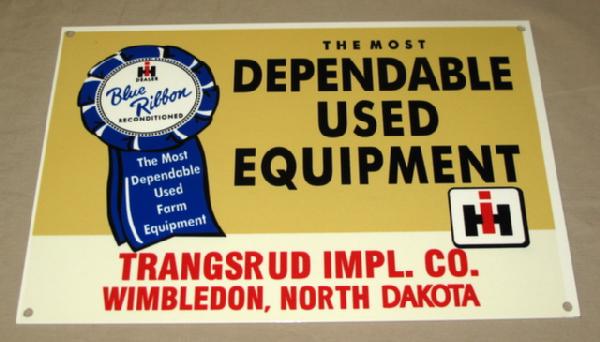 IH
DEALER
Blue
Ribbon
RECONDITIONED
The Most
Dependable
Used
Farm
Equipment
THE MOST
DEPENDABLE
USED
EQUIPMENT
IH
TRANGSRUD IMPL. CO.
WIMBLEDON, NORTH DAKOTA